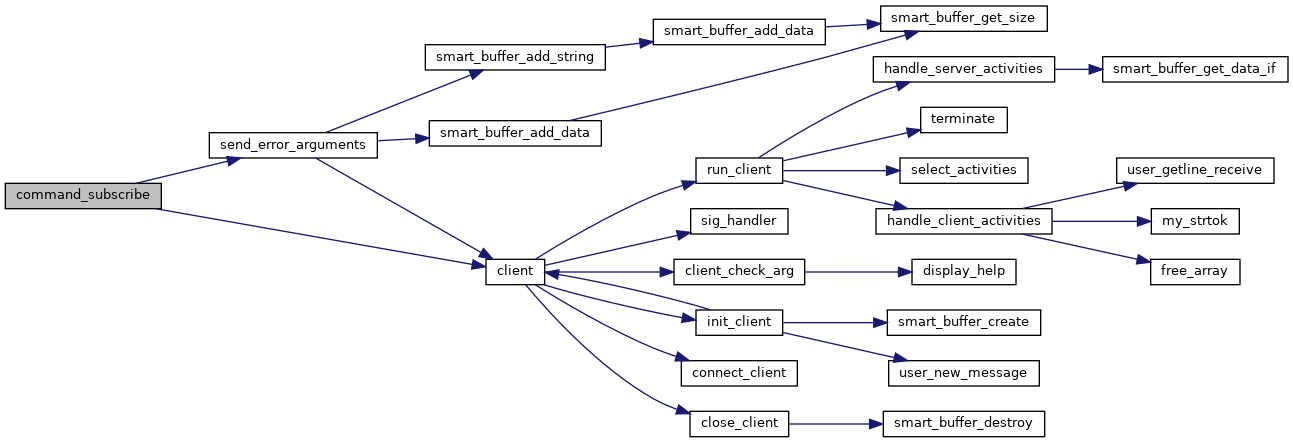 command_subscribe
send_error_arguments
smart_buffer_add_string
smart_buffer_add_data
smart_buffer_get_size
smart_buffer_add_data
client
run_client
handle_server_activities
smart_buffer_get_data_if
terminate
select_activities
handle_client_activities
user_getline_receive
my_strtok
free_array
sig_handler
client_check_arg
display_help
init_client
smart_buffer_create
user_new_message
connect_client
close_client
smart_buffer_destroy